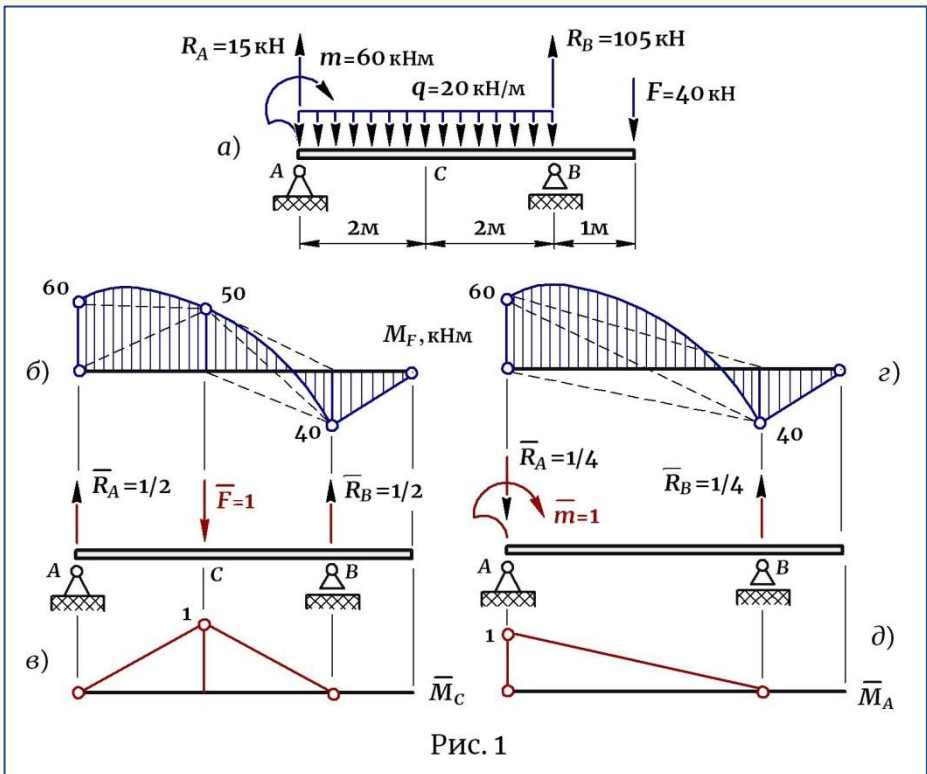 R_A=15 кН
m=60 кНм
R_B=105 кН
q=20 кН/м
F=40 кН
а)
A
C
B
2м
2м
1м
60
50
M_F, кНм
40
б)
60
40
г)
R̅_A=1/2
F̅=1
R̅_B=1/2
A
C
B
R̅_A=1/4
m̅=1
R̅_B=1/4
A
B
1
в)
M̅_C
1
д)
M̅_A
Рис. 1